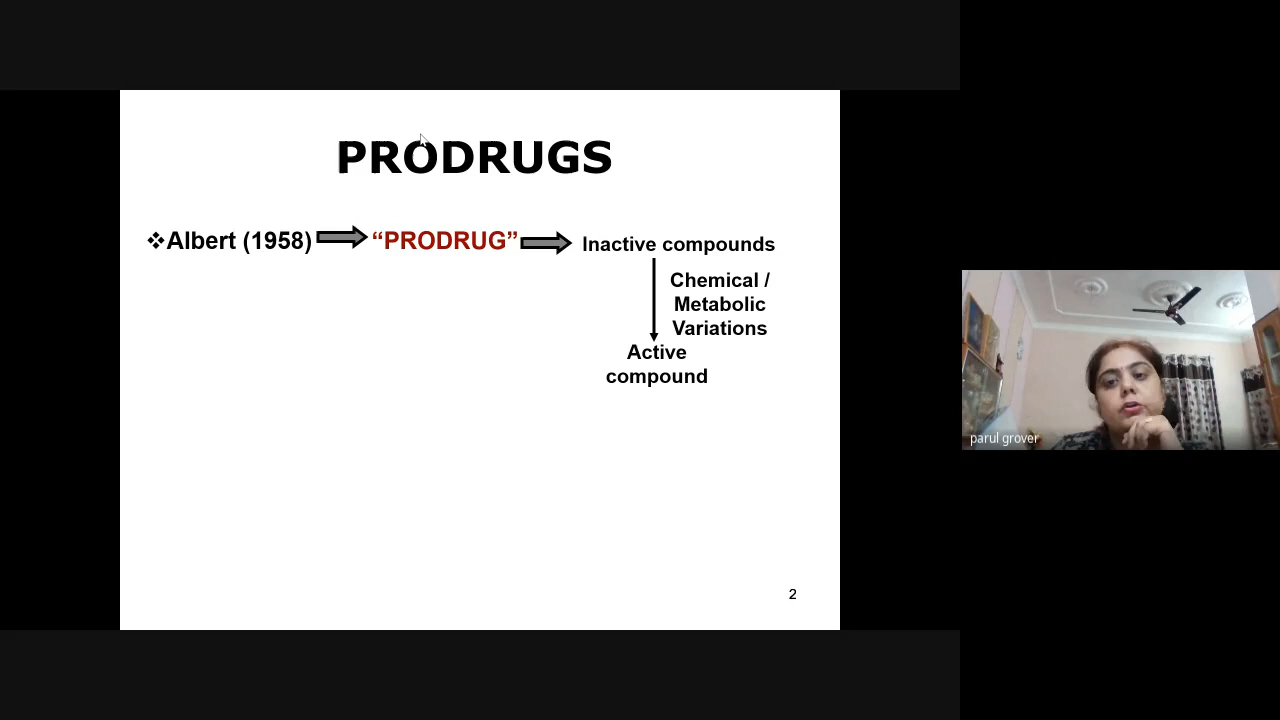 PRODRUGS
❖Albert (1958) “PRODRUG” Inactive compounds
Chemical /
Metabolic
Variations
Active
compound
2
parul grover